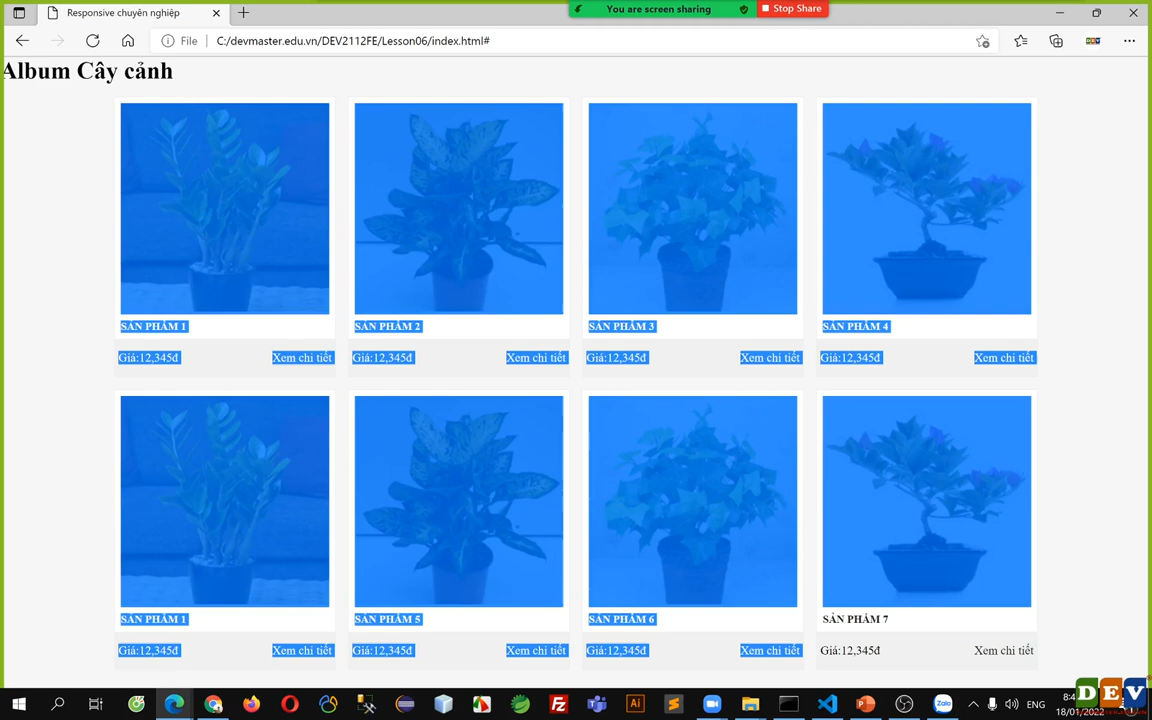 Responsive chuyên nghiệp
You are screen sharing
Stop Share
File
C:/devmaster.edu.vn/DEV2112FE/Lesson06/index.html#
Album Cây cảnh
SẢN PHẨM 1
SẢN PHẨM 2
SẢN PHẨM 3
SẢN PHẨM 4
Giá:12,345đ
Xem chi tiết
Giá:12,345đ
Xem chi tiết
Giá:12,345đ
Xem chi tiết
Giá:12,345đ
Xem chi tiết
SẢN PHẨM 1
SẢN PHẨM 5
SẢN PHẨM 6
SẢN PHẨM 7
Giá:12,345đ
Xem chi tiết
Giá:12,345đ
Xem chi tiết
Giá:12,345đ
Xem chi tiết
Giá:12,345đ
Xem chi tiết
ENG
18/01/2022
DEV